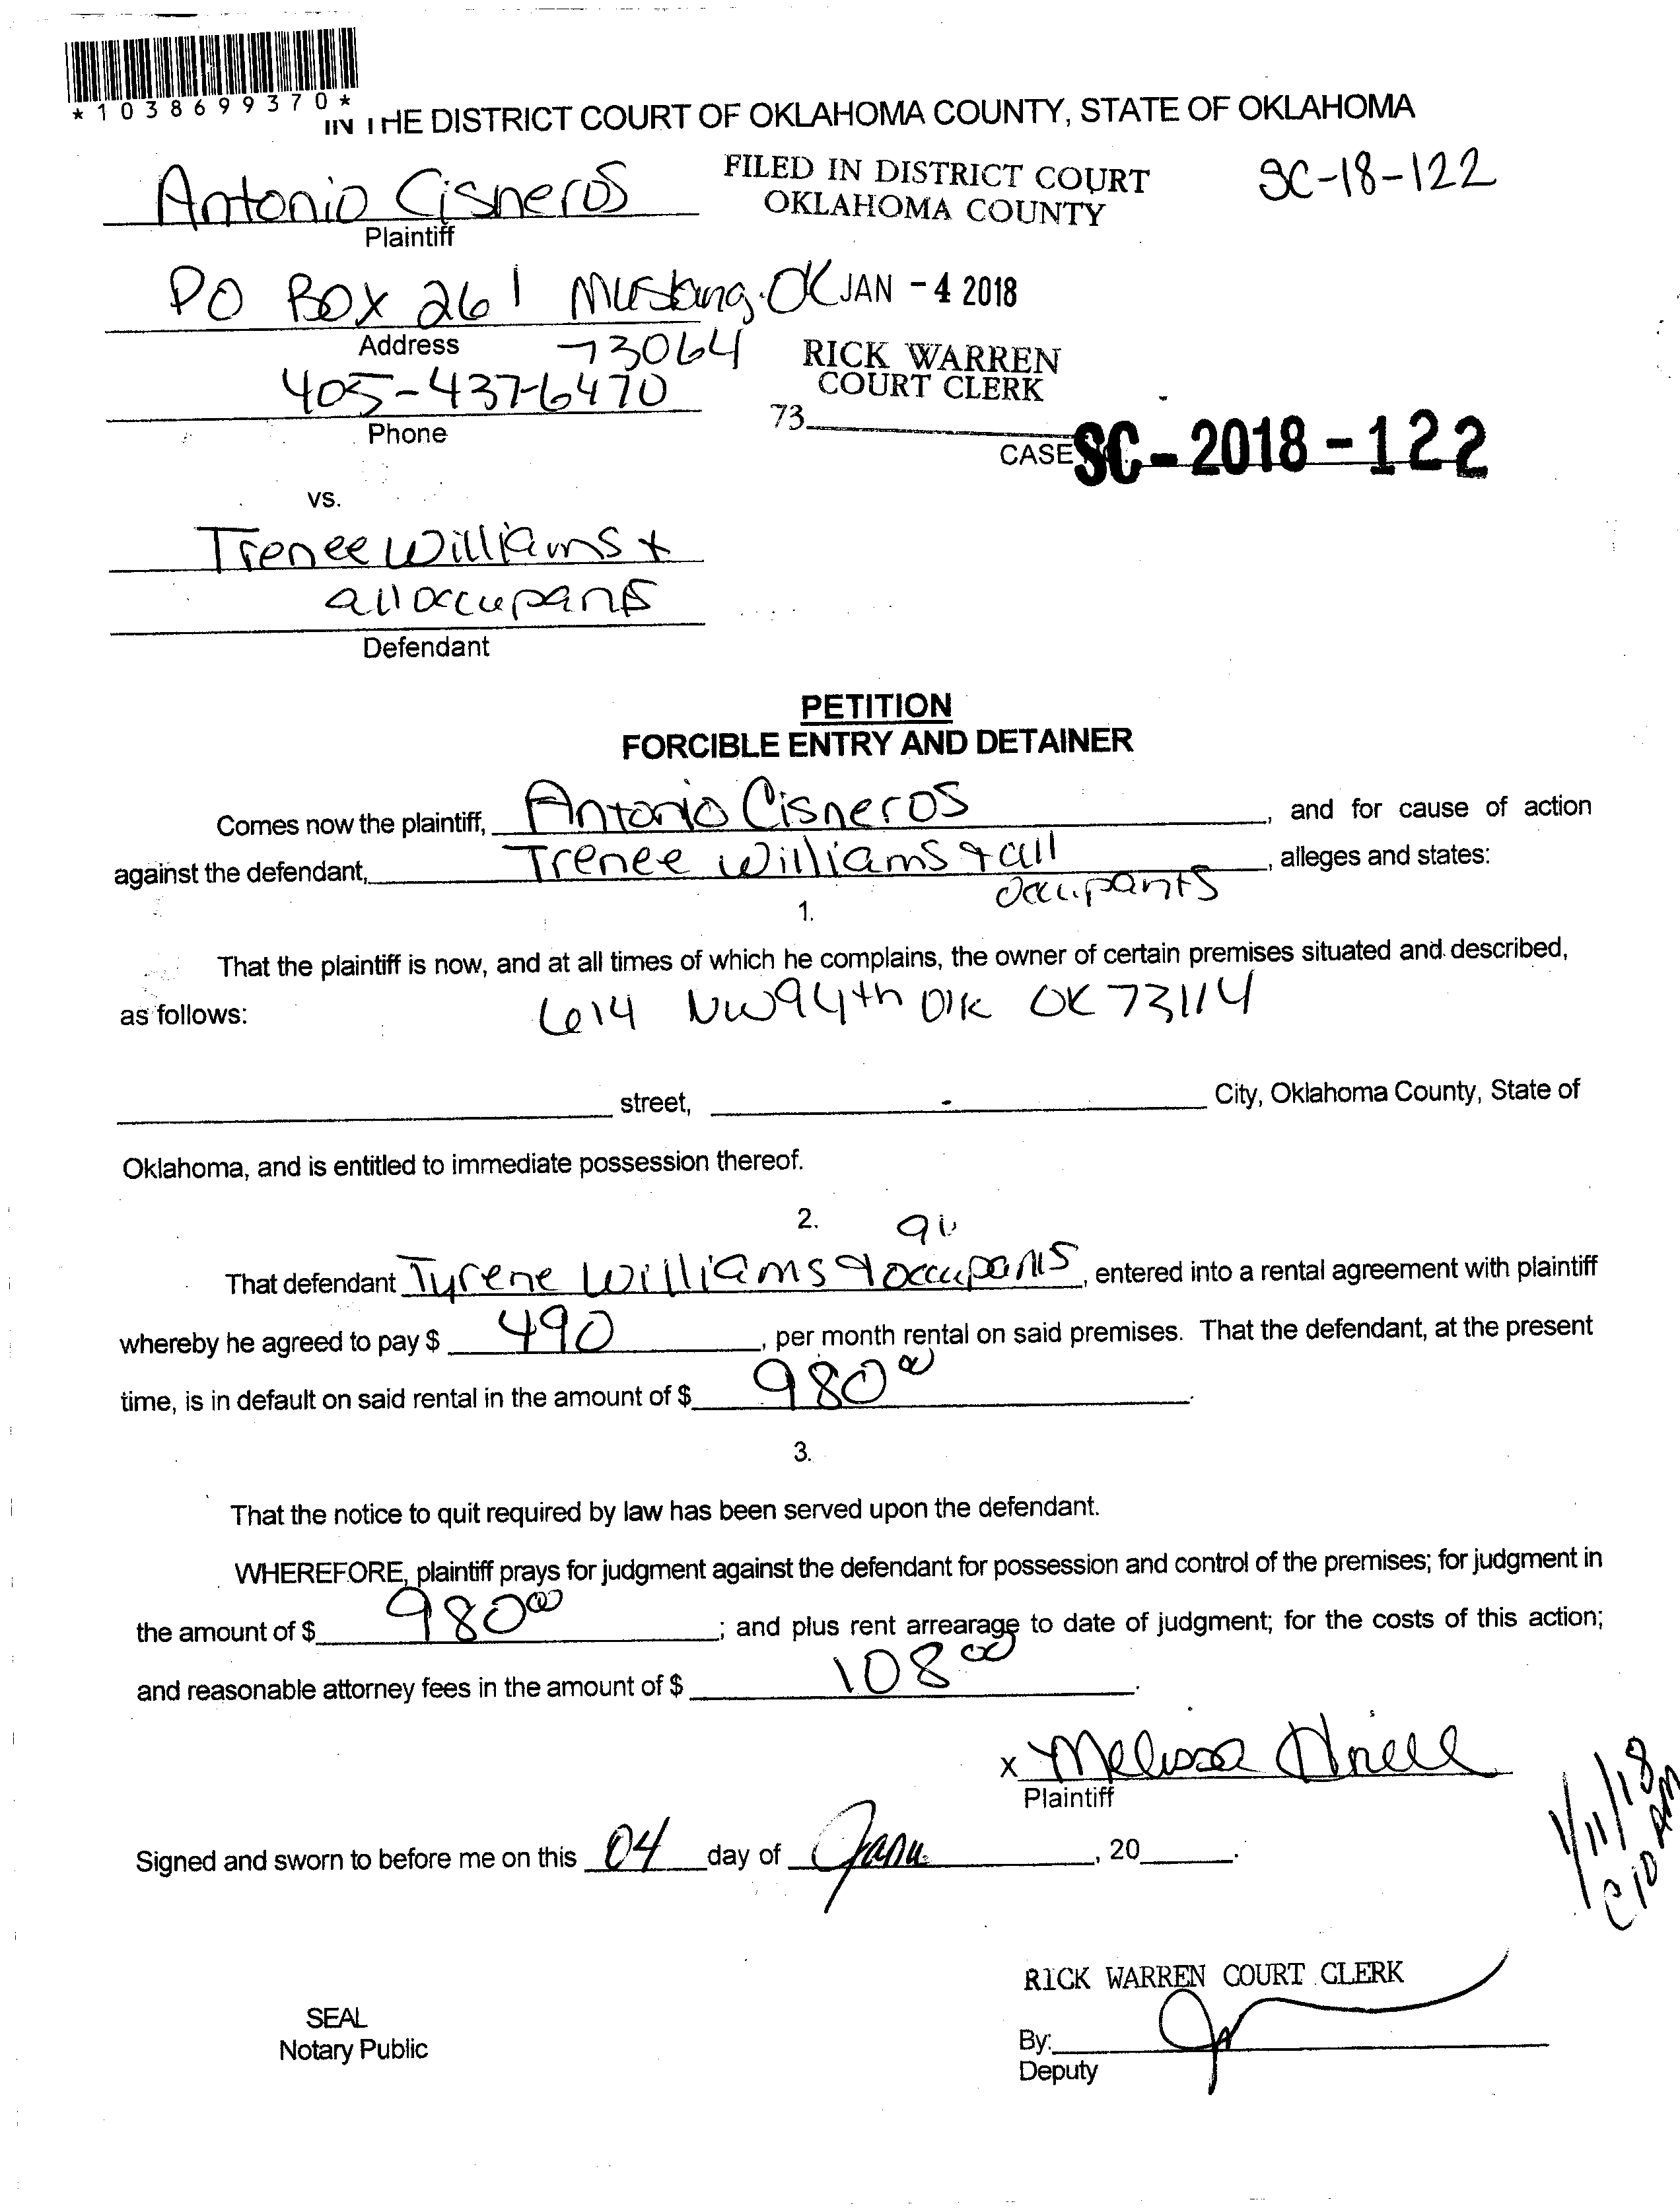 *1038699370*
IN THE DISTRICT COURT OF OKLAHOMA COUNTY, STATE OF OKLAHOMA
Antonio Cisneros
Plaintiff
FILED IN DISTRICT COURT
OKLAHOMA COUNTY
SC-18-122
PO BOX 261 Mustang. OK
JAN - 4 2018
Address
73064
RICK WARREN
COURT CLERK
405-437-6470
Phone
73
CASE SC - 2018 - 122
vs.
Trenee Williams +
all occupants
Defendant
PETITION
FORCIBLE ENTRY AND DETAINER
Comes now the plaintiff, Antonio Cisneros, and for cause of action
against the defendant, Trenee Williams + all occupants, alleges and states:
1.
That the plaintiff is now, and at all times of which he complains, the owner of certain premises situated and described,
as follows: 614 NW 94th OK OK 73114
street, City, Oklahoma County, State of
Oklahoma, and is entitled to immediate possession thereof.
2.
That defendant Tyrene Williams + occupants, entered into a rental agreement with plaintiff
whereby he agreed to pay $ 490, per month rental on said premises. That the defendant, at the present
time, is in default on said rental in the amount of $ 980 00.
3.
That the notice to quit required by law has been served upon the defendant.
WHEREFORE, plaintiff prays for judgment against the defendant for possession and control of the premises; for judgment in
the amount of $ 980 00; and plus rent arrearage to date of judgment; for the costs of this action;
and reasonable attorney fees in the amount of $ 108 00.
x Melissa
Plaintiff
1/11/18
Signed and sworn to before me on this 04 day of Janu, 20.
RICK WARREN COURT CLERK
SEAL
Notary Public
By:
Deputy